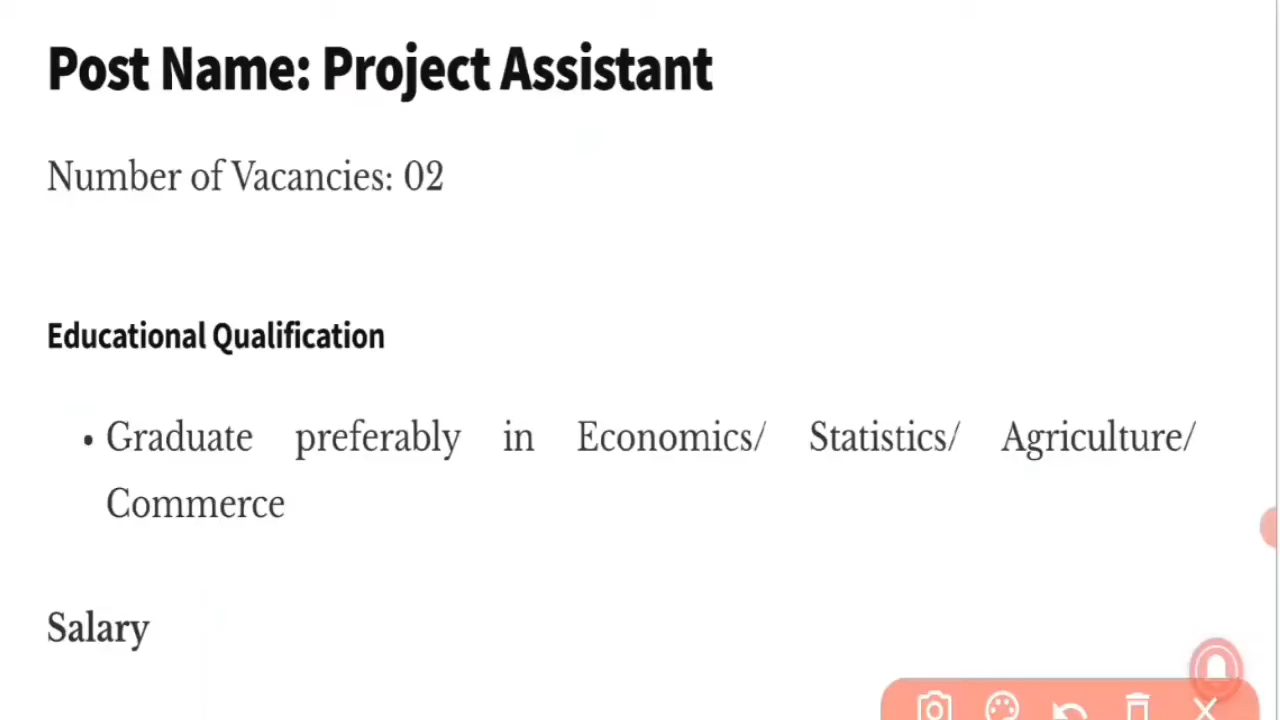 Post Name: Project Assistant
Number of Vacancies: 02
Educational Qualification
• Graduate preferably in Economics/ Statistics/ Agriculture/
Commerce
Salary